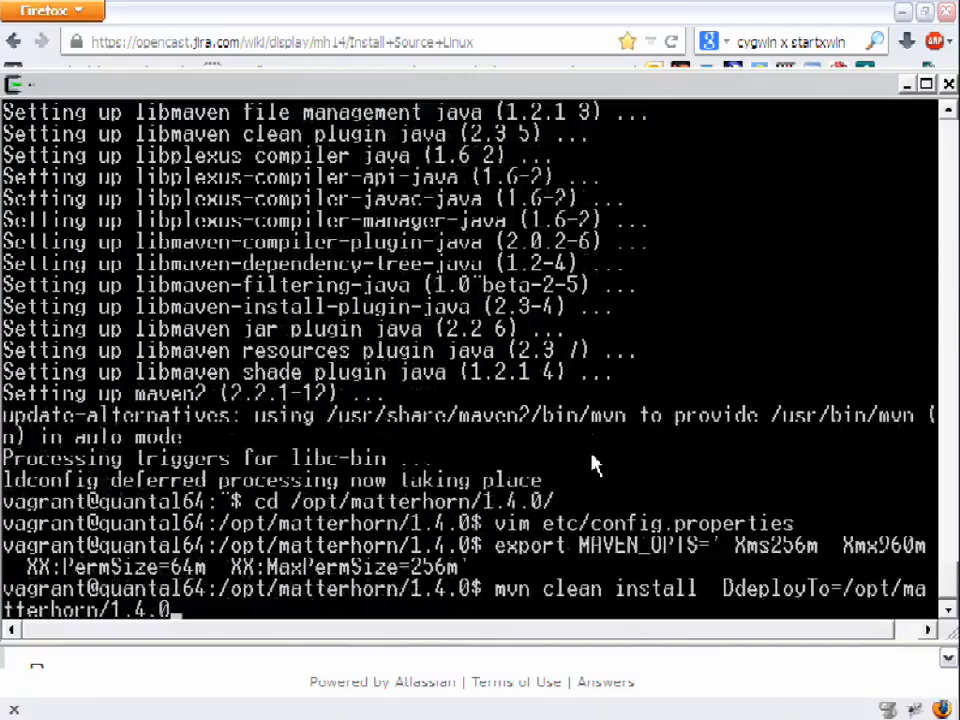 Firefox
https://opencast.jira.com/wiki/display/mh14/Install+Source+Linux
cygwin x startxwin
ABP
Setting up libmaven file management java (1.2.1 3) ...
Setting up libmaven clean plugin java (2.3 5) ...
Setting up libplexus compiler java (1.6 2) ...
Setting up libplexus-compiler-api-java (1.6-2) ...
Setting up libplexus-compiler-javac-java (1.6-2) ...
Setting up libplexus-compiler-manager-java (1.6-2) ...
Setting up libmaven-compiler-plugin-java (2.0.2-6) ...
Setting up libmaven-dependency-tree-java (1.2-4) ...
Setting up libmaven-filtering-java (1.0~beta-2-5) ...
Setting up libmaven-install-plugin-java (2.3-4) ...
Setting up libmaven jar plugin java (2.2 6) ...
Setting up libmaven resources plugin java (2.3 7) ...
Setting up libmaven shade plugin java (1.2.1 4) ...
Setting up maven2 (2.2.1-12) ...
update-alternatives: using /usr/share/maven2/bin/mvn to provide /usr/bin/mvn (
n) in auto mode
Processing triggers for libc-bin ...
ldconfig deferred processing now taking place
vagrant@quantal64:~$ cd /opt/matterhorn/1.4.0/
vagrant@quantal64:/opt/matterhorn/1.4.0$ vim etc/config.properties
vagrant@quantal64:/opt/matterhorn/1.4.0$ export MAVEN_OPTS=' Xms256m  Xmx960m
XX:PermSize=64m  XX:MaxPermSize=256m'
vagrant@quantal64:/opt/matterhorn/1.4.0$ mvn clean install  DdeployTo=/opt/ma
tterhorn/1.4.0
Powered by Atlassian | Terms of Use | Answers